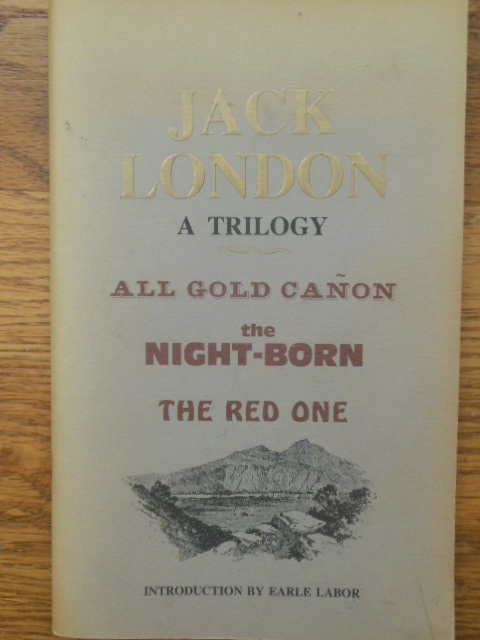 JACK
LONDON
A TRILOGY
ALL GOLD CAÑON
the
NIGHT-BORN
THE RED ONE
INTRODUCTION BY EARLE LABOR